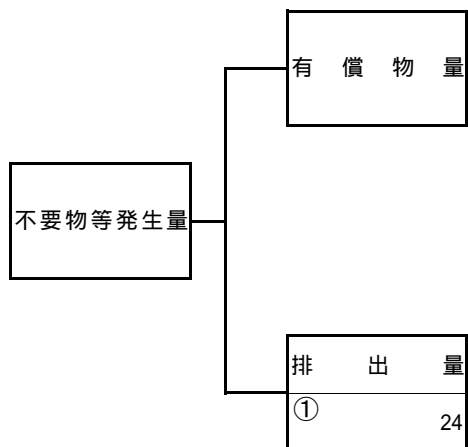 有償物量
不要物等発生量
排出量
①
24